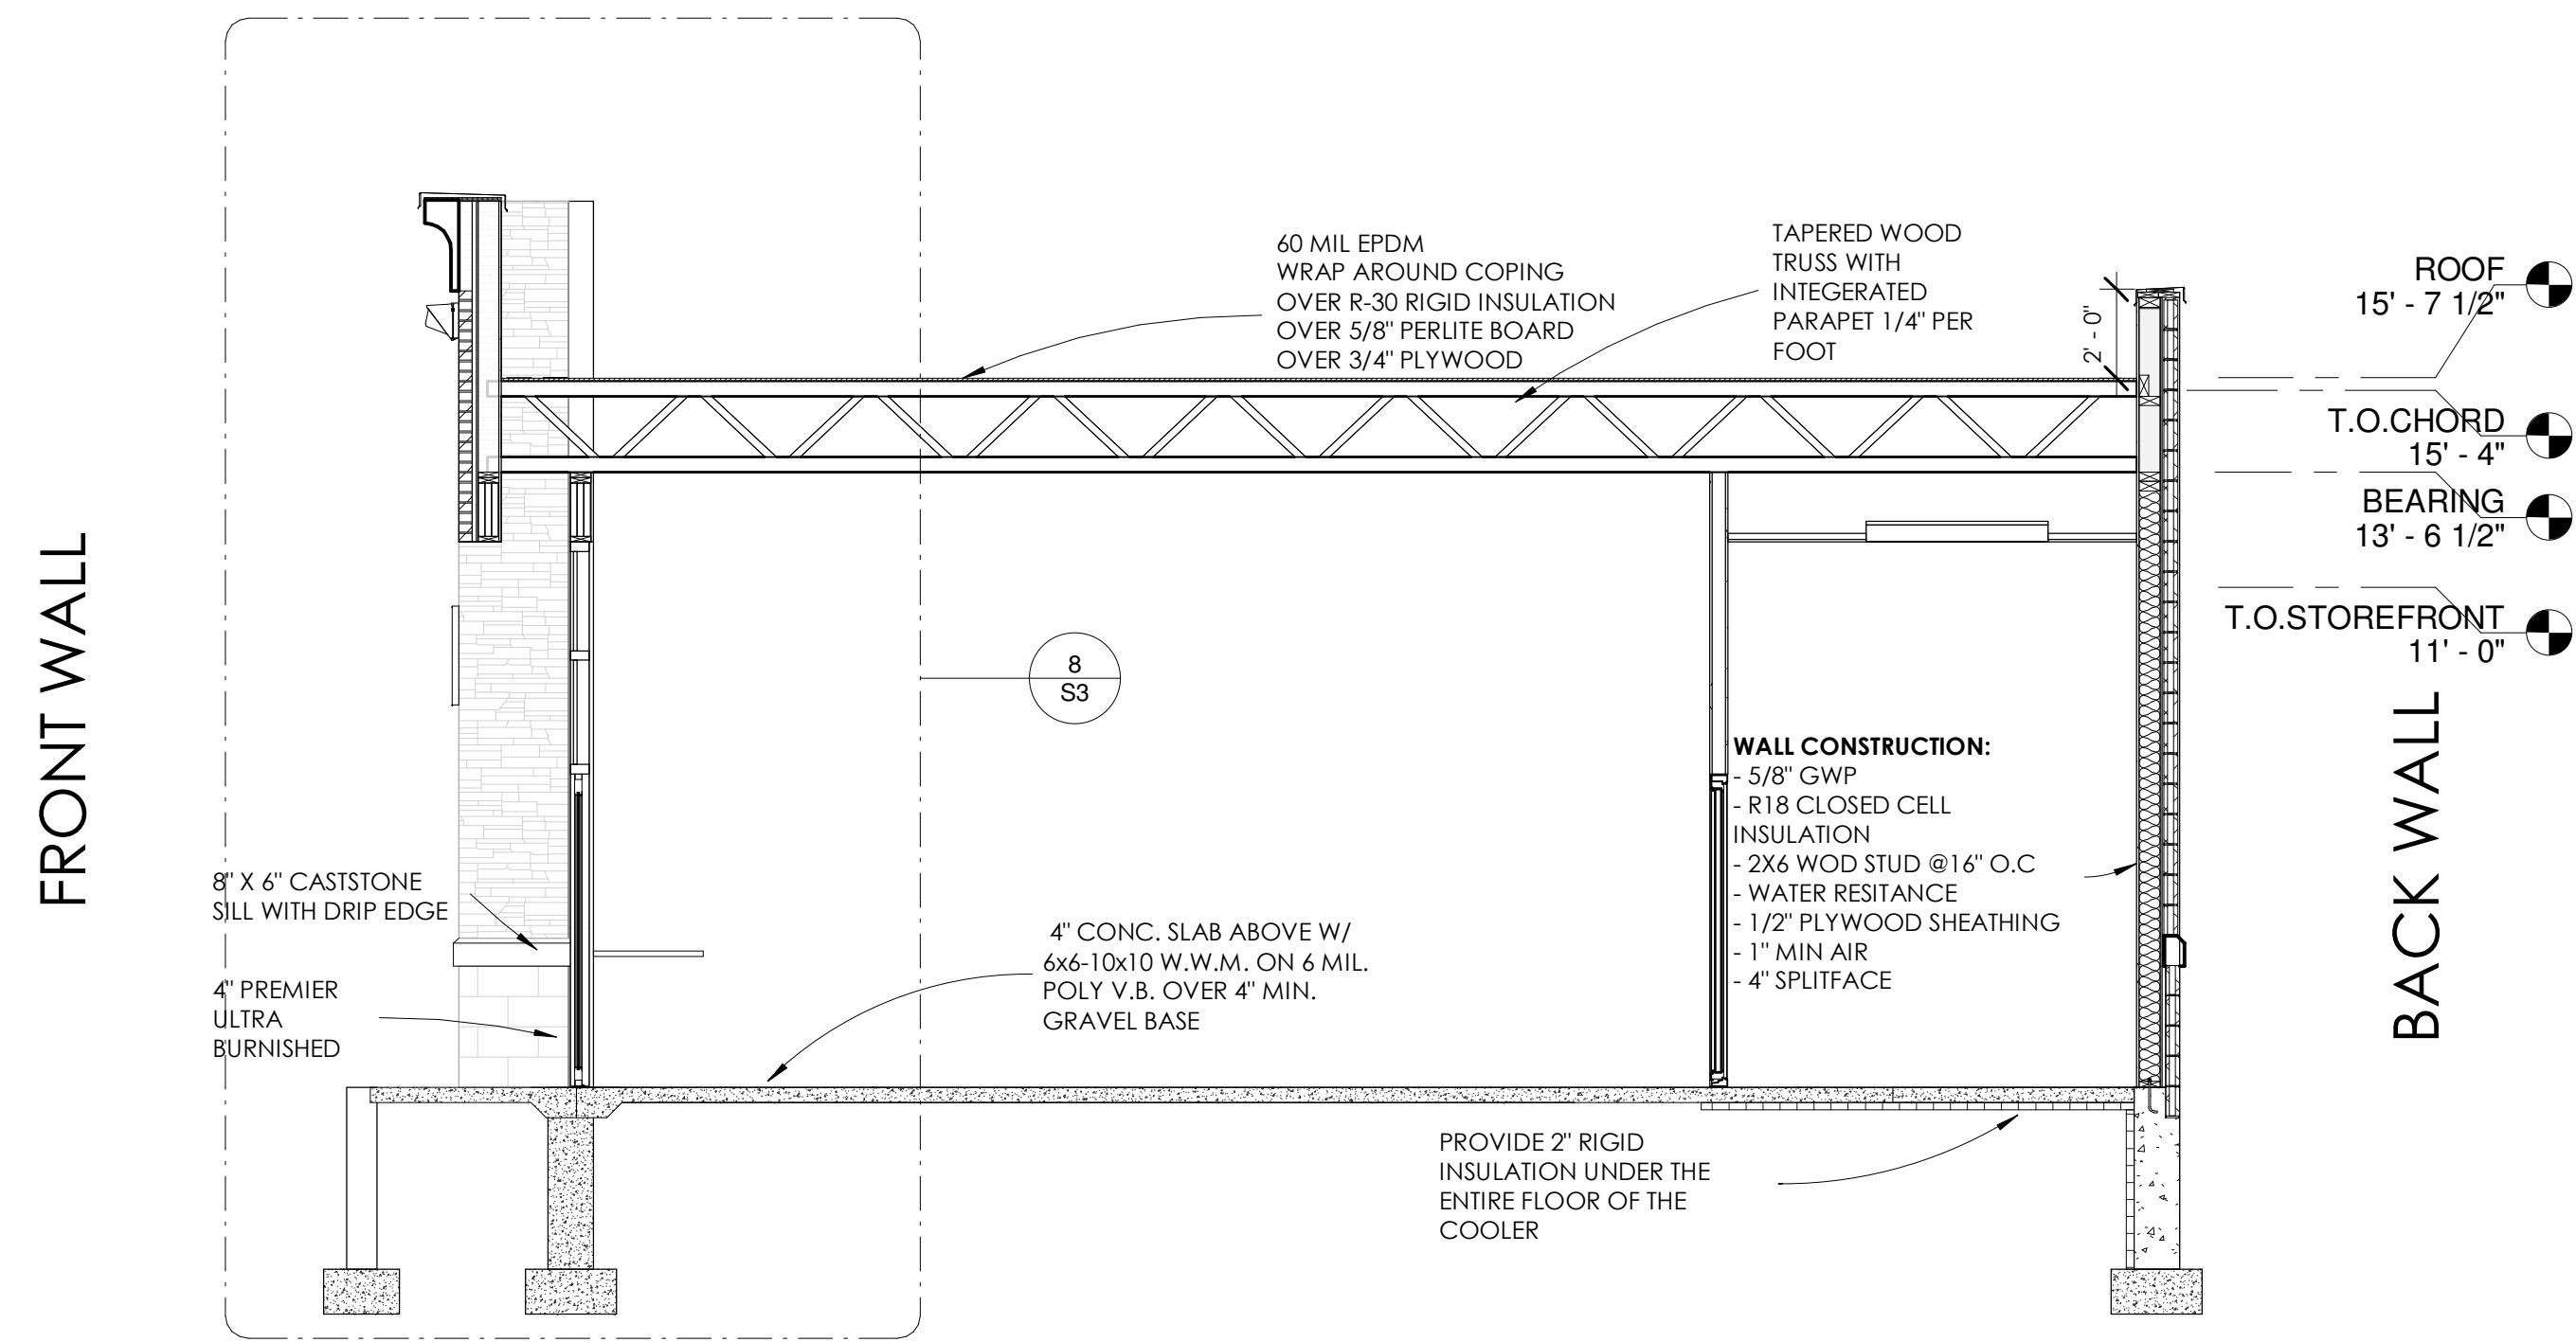 FRONT WALL
60 MIL EPDM
WRAP AROUND COPING
OVER R-30 RIGID INSULATION
OVER 5/8" PERLITE BOARD
OVER 3/4" PLYWOOD
TAPERED WOOD
TRUSS WITH
INTEGERATED
PARAPET 1/4" PER
FOOT
2' - 0"
ROOF
15' - 7 1/2"
T.O.CHORD
15' - 4"
BEARING
13' - 6 1/2"
T.O.STOREFRONT
11' - 0"
8
S3
WALL CONSTRUCTION:
- 5/8" GWP
- R18 CLOSED CELL
INSULATION
- 2X6 WOD STUD @16" O.C
- WATER RESITANCE
- 1/2" PLYWOOD SHEATHING
- 1" MIN AIR
- 4" SPLITFACE
BACK WALL
8" X 6" CASTSTONE
SILL WITH DRIP EDGE
4" PREMIER
ULTRA
BURNISHED
4" CONC. SLAB ABOVE W/
6x6-10x10 W.W.M. ON 6 MIL.
POLY V.B. OVER 4" MIN.
GRAVEL BASE
PROVIDE 2" RIGID
INSULATION UNDER THE
ENTIRE FLOOR OF THE
COOLER